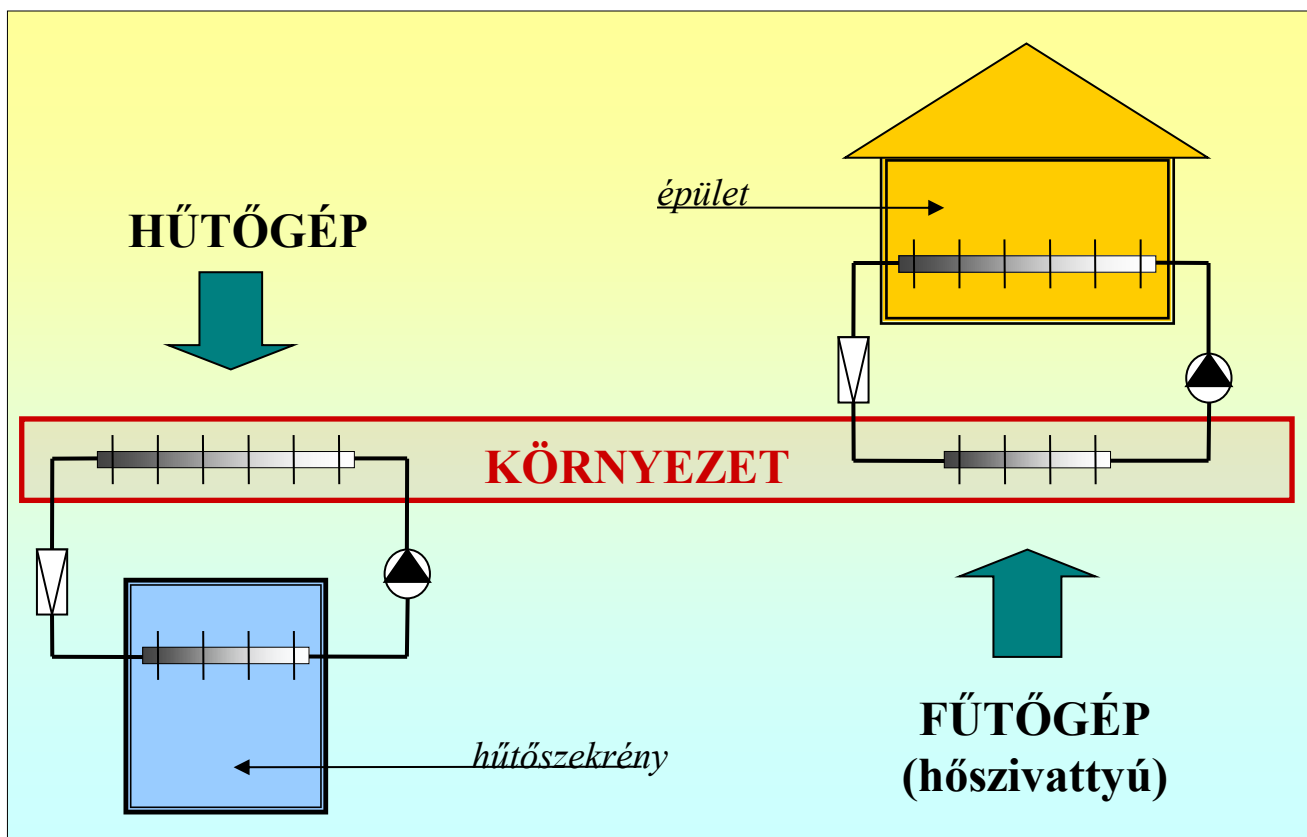 HŰTŐGÉP
épület
KÖRNYEZET
hűtőszekrény
FŰTŐGÉP
(hőszivattyú)